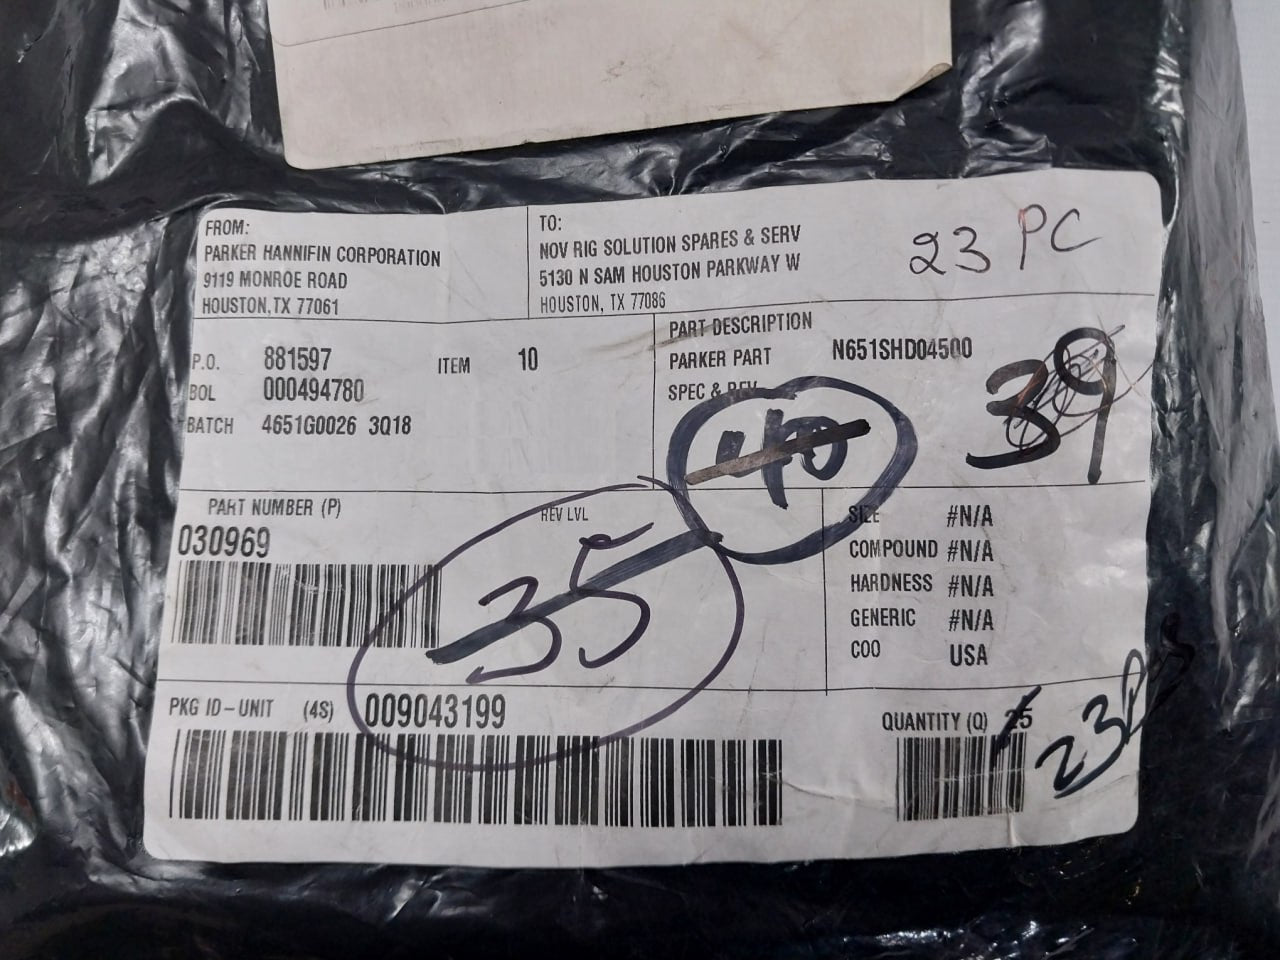 FROM:
PARKER HANNIFIN CORPORATION
9119 MONROE ROAD
HOUSTON, TX 77061
TO:
NOV RIG SOLUTION SPARES & SERV
5130 N SAM HOUSTON PARKWAY W
HOUSTON, TX 77086
23 PC
P.O. 881597 ITEM 10
BOL 000494780
BATCH 4651G0026 3Q18
PART DESCRIPTION
PARKER PART N651SHD04500
SPEC & REV
40
39
PART NUMBER (P) REV LVL
030969
35
SIZE #N/A
COMPOUND #N/A
HARDNESS #N/A
GENERIC #N/A
COO USA
PKG ID-UNIT (4S) 009043199
QUANTITY (Q) 25
23 Pcs